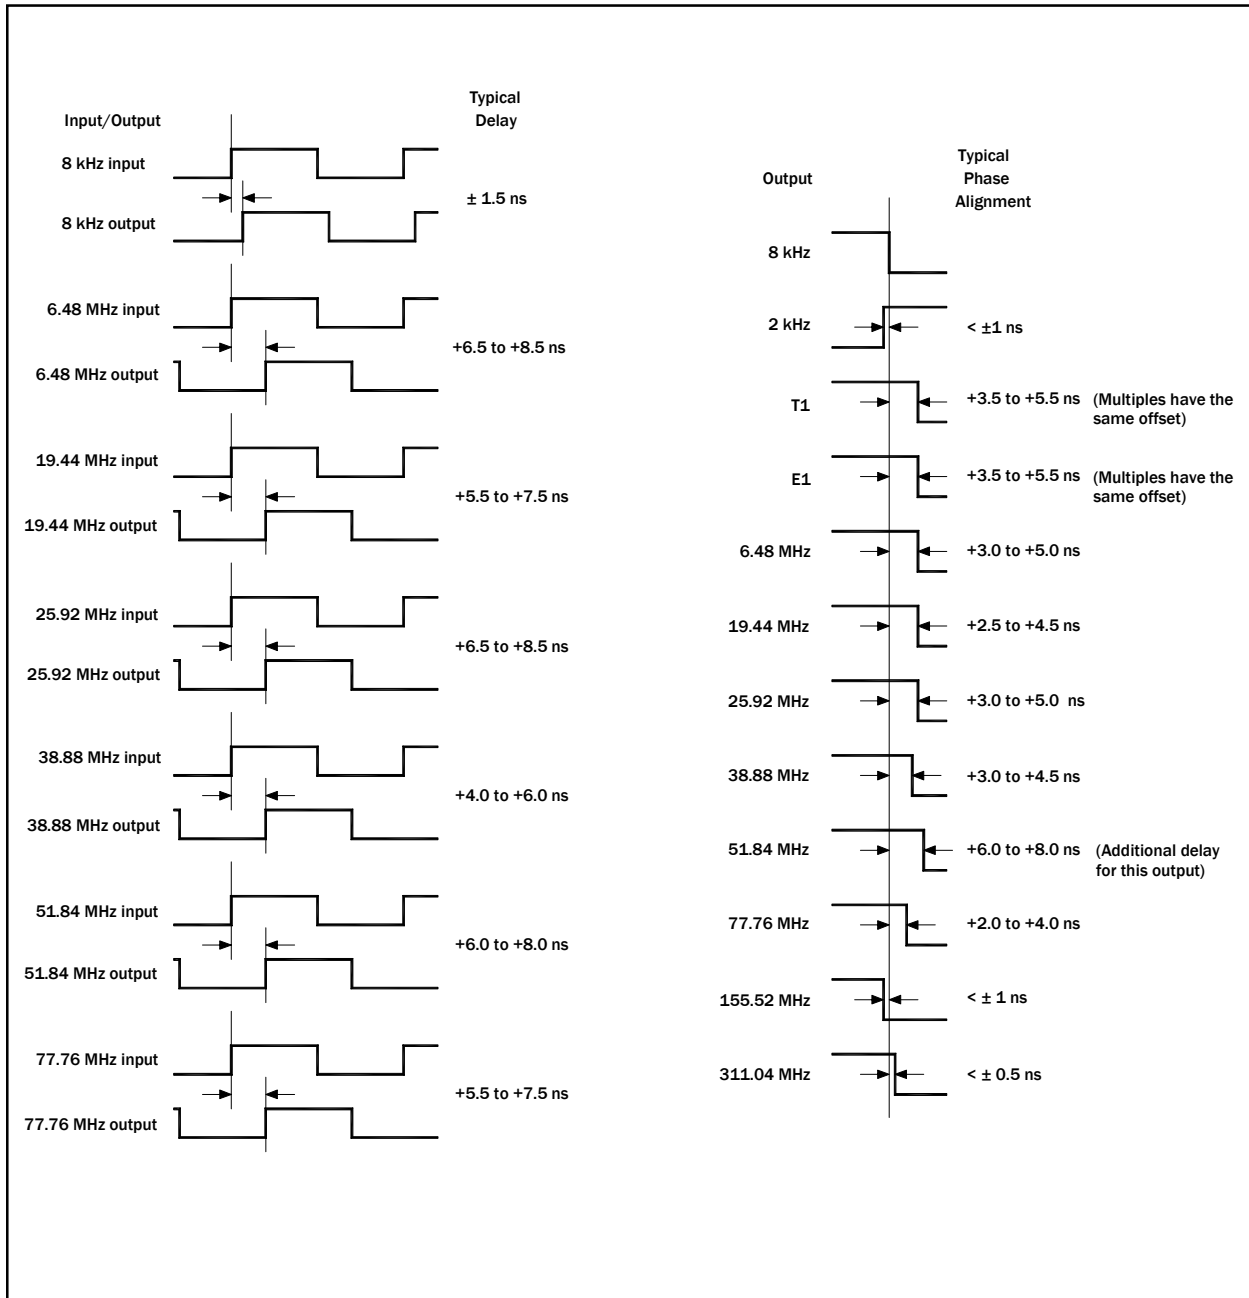 Input/Output
Typical
Delay
8 kHz input
± 1.5 ns
8 kHz output
6.48 MHz input
+6.5 to +8.5 ns
6.48 MHz output
19.44 MHz input
+5.5 to +7.5 ns
19.44 MHz output
25.92 MHz input
+6.5 to +8.5 ns
25.92 MHz output
38.88 MHz input
+4.0 to +6.0 ns
38.88 MHz output
51.84 MHz input
+6.0 to +8.0 ns
51.84 MHz output
77.76 MHz input
+5.5 to +7.5 ns
77.76 MHz output
Output
Typical
Phase
Alignment
8 kHz
2 kHz
< ±1 ns
T1
+3.5 to +5.5 ns (Multiples have the
same offset)
E1
+3.5 to +5.5 ns (Multiples have the
same offset)
6.48 MHz
+3.0 to +5.0 ns
19.44 MHz
+2.5 to +4.5 ns
25.92 MHz
+3.0 to +5.0 ns
38.88 MHz
+3.0 to +4.5 ns
51.84 MHz
+6.0 to +8.0 ns (Additional delay
for this output)
77.76 MHz
+2.0 to +4.0 ns
155.52 MHz
< ± 1 ns
311.04 MHz
< ± 0.5 ns